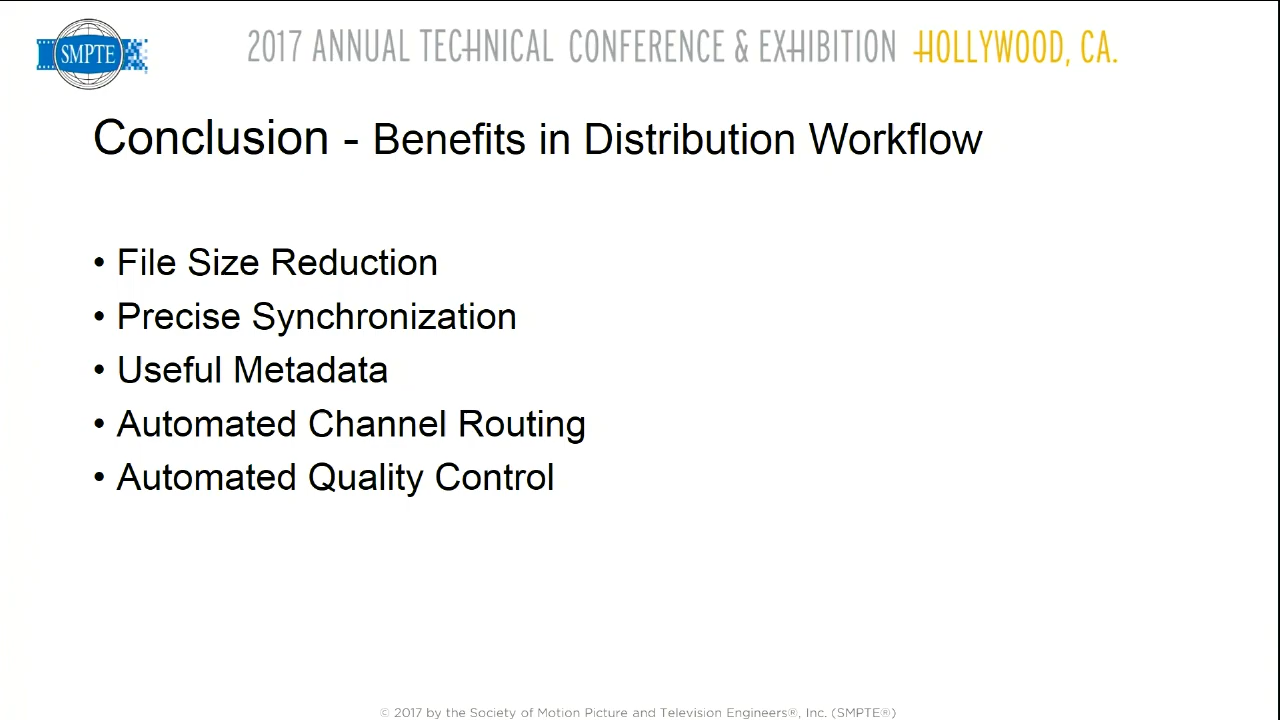 SMPTE
2017 ANNUAL TECHNICAL CONFERENCE & EXHIBITION HOLLYWOOD, CA.
Conclusion - Benefits in Distribution Workflow
• File Size Reduction
• Precise Synchronization
• Useful Metadata
• Automated Channel Routing
• Automated Quality Control
© 2017 by the Society of Motion Picture and Television Engineers®, Inc. (SMPTE®)